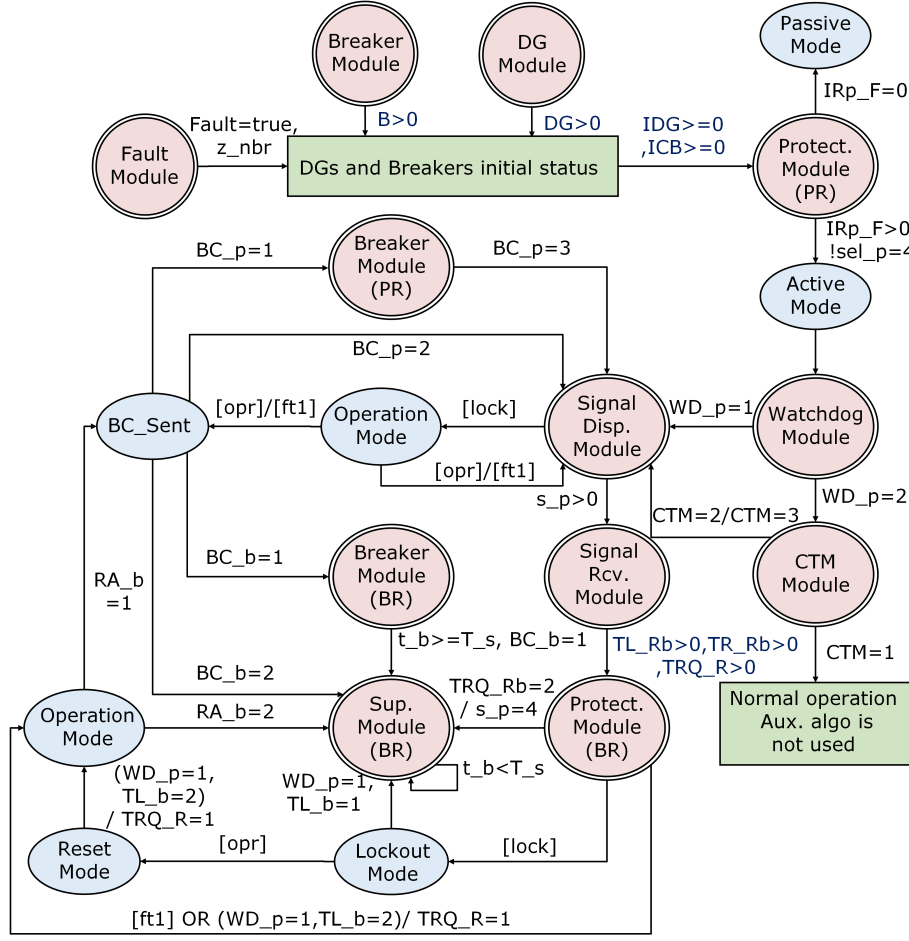 Breaker
Module
DG
Module
Passive
Mode
IRp_F=0
B>0
DG>0
Fault=true,
z_nbr
IDG>=0
,ICB>=0
Fault
Module
DGs and Breakers initial status
Protect.
Module
(PR)
IRp_F>0
!sel_p=4
BC_p=1
Breaker
Module
(PR)
BC_p=3
Active
Mode
BC_p=2
BC_Sent
[opr]/[ft1]
Operation
Mode
[lock]
Signal
Disp.
Module
WD_p=1
Watchdog
Module
[opr]/[ft1]
s_p>0
WD_p=2
CTM=2/CTM=3
BC_b=1
Breaker
Module
(BR)
Signal
Rcv.
Module
CTM
Module
RA_b
=1
t_b>=T_s, BC_b=1
TL_Rb>0,TR_Rb>0
,TRQ_R>0
CTM=1
BC_b=2
Operation
Mode
RA_b=2
Sup.
Module
(BR)
TRQ_Rb=2
/ s_p=4
Protect.
Module
(BR)
Normal operation
Aux. algo is
not used
t_b<T_s
(WD_p=1,
TL_b=2)
/ TRQ_R=1
WD_p=1,
TL_b=1
Reset
Mode
[opr]
Lockout
Mode
[lock]
[ft1] OR (WD_p=1,TL_b=2)/ TRQ_R=1